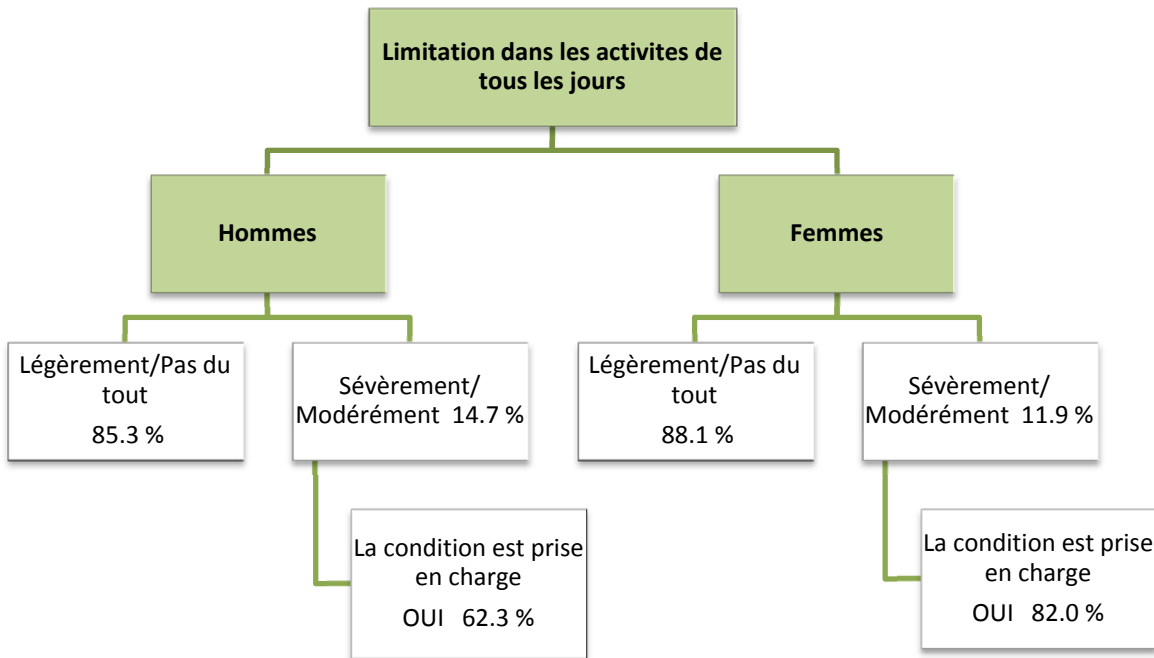 Limitation dans les activites de
tous les jours
Hommes
Femmes
Légèrement/Pas du
tout
85.3 %
Sévèrement/
Modérément 14.7 %
Légèrement/Pas du
tout
88.1 %
Sévèrement/
Modérément 11.9 %
La condition est prise
en charge
OUI 62.3 %
La condition est prise
en charge
OUI 82.0 %